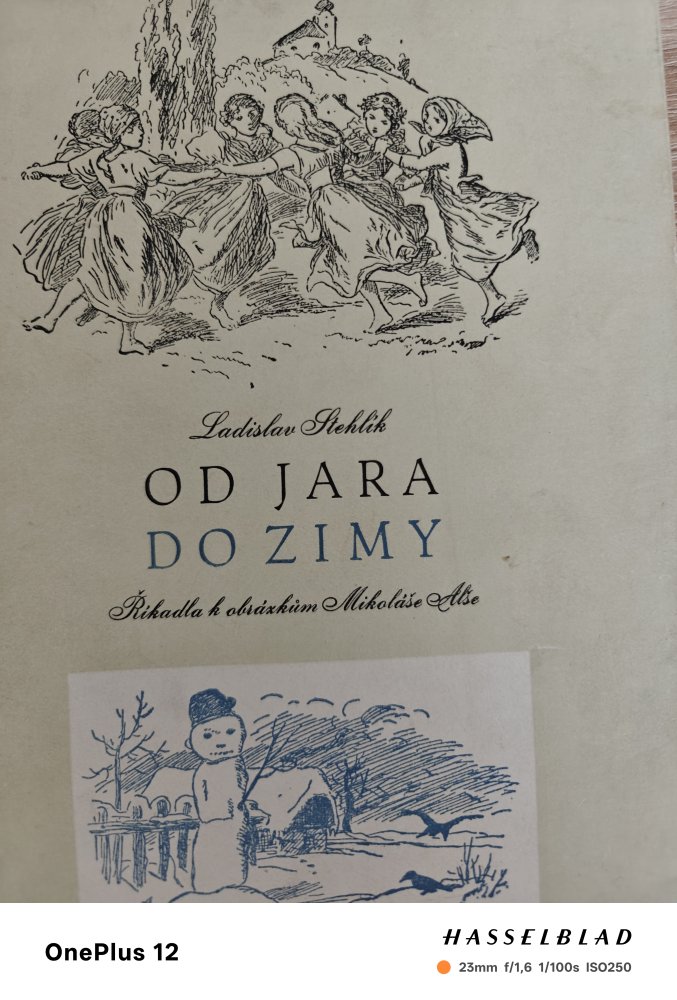 Ladislav Stehlík
OD JARA
DO ZIMY
Říkadla k obrázkům Mikoláše Alše
OnePlus 12
HASSELBLAD
23mm f/1,6 1/100s ISO250